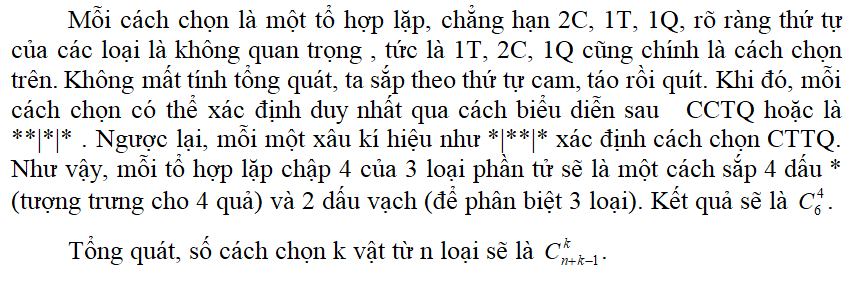 Mỗi cách chọn là một tổ hợp lặp, chẳng hạn 2C, 1T, 1Q, rõ ràng thứ tự
của các loại là không quan trọng , tức là 1T, 2C, 1Q cũng chính là cách chọn
trên. Không mất tính tổng quát, ta sắp theo thứ tự cam, táo rồi quít. Khi đó, mỗi
cách chọn có thể xác định duy nhất qua cách biểu diễn sau CCTQ hoặc là
**|*|* . Ngược lại, mỗi một xâu kí hiệu như *|**|* xác định cách chọn CTTQ.
Như vậy, mỗi tổ hợp lặp chập 4 của 3 loại phần tử sẽ là một cách sắp 4 dấu *
(tượng trưng cho 4 quả) và 2 dấu vạch (để phân biệt 3 loại). Kết quả sẽ là $C_6^4$.
Tổng quát, số cách chọn k vật từ n loại sẽ là $C_{n+k-1}^k$.